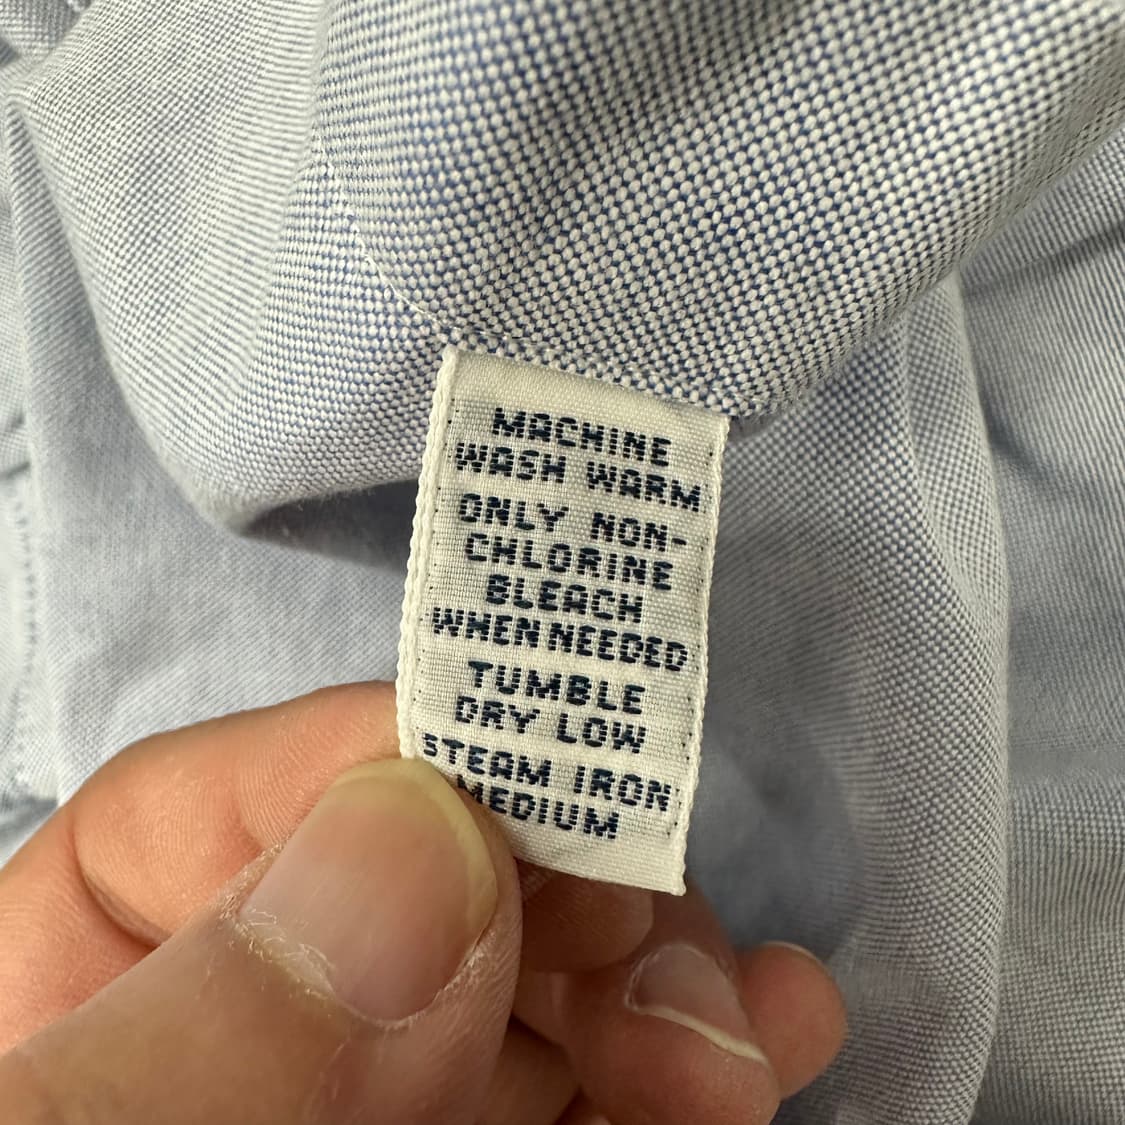 MACHINE
WASH WARM
ONLY NON-
CHLORINE
BLEACH
WHEN NEEDED
TUMBLE
DRY LOW
STEAM IRON
MEDIUM